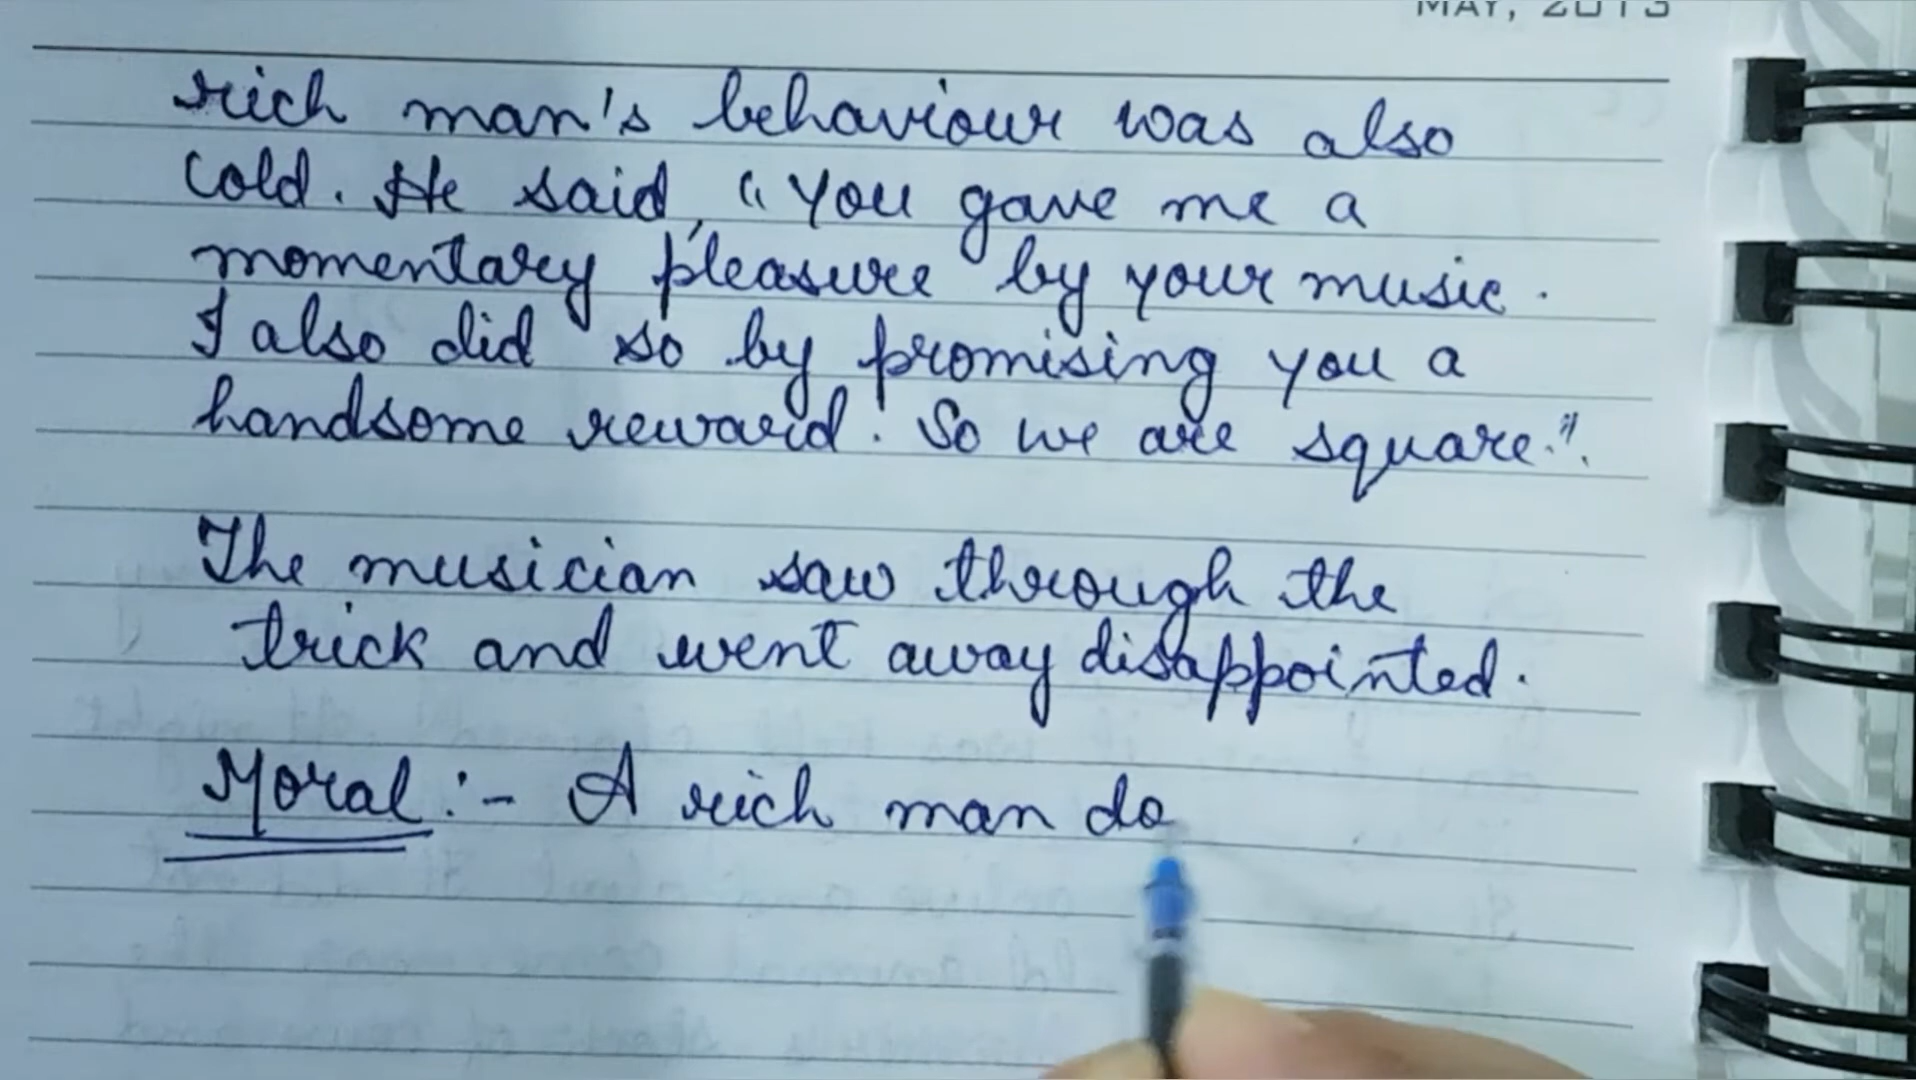 MAY, 2013
rich man's behaviour was also
cold. He said, "You gave me a
momentary pleasure by your music.
I also did so by promising you a
handsome reward. So we are square.".
The musician saw through the
trick and went away disappointed.
Moral :- A rich man do